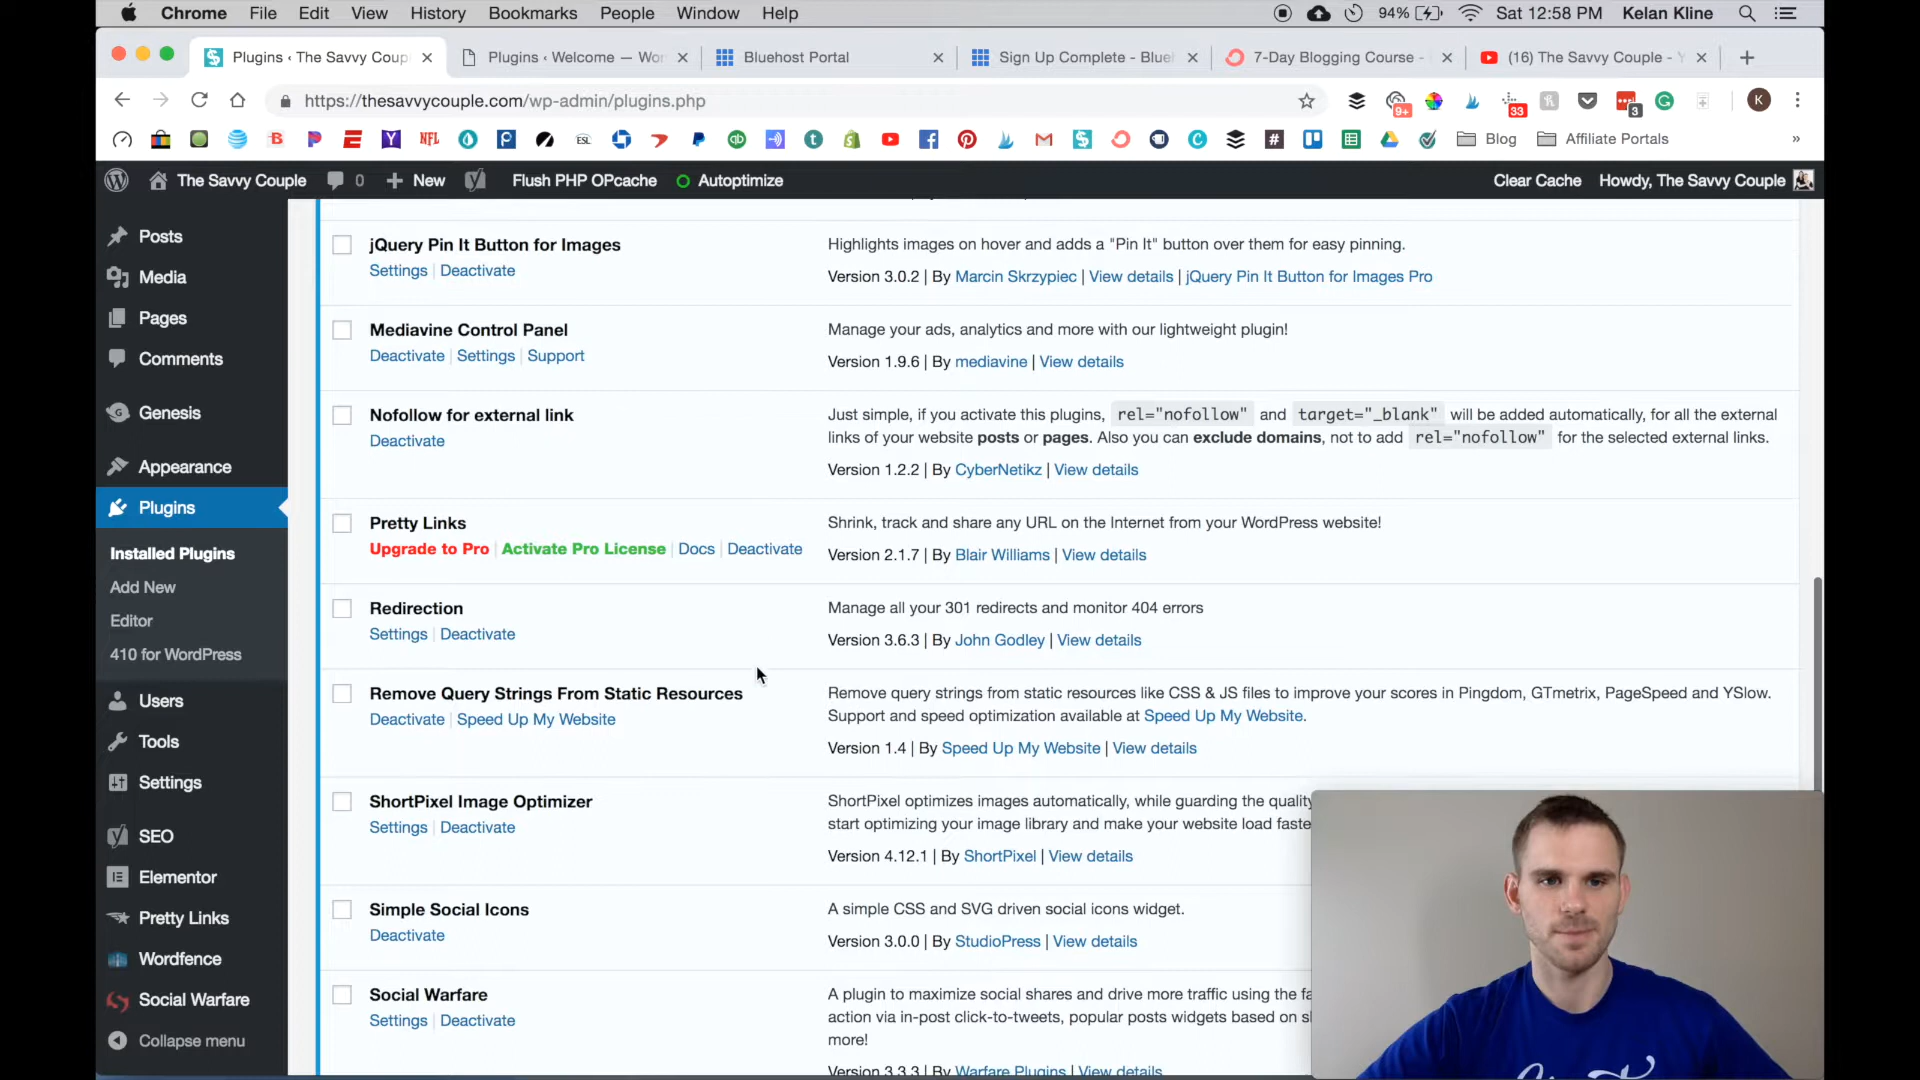 Chrome File Edit View History Bookmarks People Window Help 94% Sat 12:58 PM Kelan Kline
Plugins ‹ The Savvy Coupl Plugins ‹ Welcome — Wor Bluehost Portal Sign Up Complete - Blueh 7-Day Blogging Course - (16) The Savvy Couple - Y
https://thesavvycouple.com/wp-admin/plugins.php 9+ 33 3 K
NFL ESL Blog Affiliate Portals »
The Savvy Couple 0 New Flush PHP OPcache Autoptimize Clear Cache Howdy, The Savvy Couple
Posts
Media
Pages
Comments
Genesis
Appearance
Plugins
Installed Plugins
Add New
Editor
410 for WordPress
Users
Tools
Settings
SEO
Elementor
Pretty Links
Wordfence
Social Warfare
Collapse menu
jQuery Pin It Button for Images
Settings | Deactivate
Highlights images on hover and adds a "Pin It" button over them for easy pinning.
Version 3.0.2 | By Marcin Skrzypiec | View details | jQuery Pin It Button for Images Pro
Mediavine Control Panel
Deactivate | Settings | Support
Manage your ads, analytics and more with our lightweight plugin!
Version 1.9.6 | By mediavine | View details
Nofollow for external link
Deactivate
Just simple, if you activate this plugins, rel="nofollow" and target="_blank" will be added automatically, for all the external
links of your website posts or pages. Also you can exclude domains, not to add rel="nofollow" for the selected external links.
Version 1.2.2 | By CyberNetikz | View details
Pretty Links
Upgrade to Pro | Activate Pro License | Docs | Deactivate
Shrink, track and share any URL on the Internet from your WordPress website!
Version 2.1.7 | By Blair Williams | View details
Redirection
Settings | Deactivate
Manage all your 301 redirects and monitor 404 errors
Version 3.6.3 | By John Godley | View details
Remove Query Strings From Static Resources
Deactivate | Speed Up My Website
Remove query strings from static resources like CSS & JS files to improve your scores in Pingdom, GTmetrix, PageSpeed and YSlow.
Support and speed optimization available at Speed Up My Website.
Version 1.4 | By Speed Up My Website | View details
ShortPixel Image Optimizer
Settings | Deactivate
ShortPixel optimizes images automatically, while guarding the quality
start optimizing your image library and make your website load faste
Version 4.12.1 | By ShortPixel | View details
Simple Social Icons
Deactivate
A simple CSS and SVG driven social icons widget.
Version 3.0.0 | By StudioPress | View details
Social Warfare
Settings | Deactivate
A plugin to maximize social shares and drive more traffic using the fa
action via in-post click-to-tweets, popular posts widgets based on sl
more!
Version 3.3.3 | By Warfare Plugins | View details